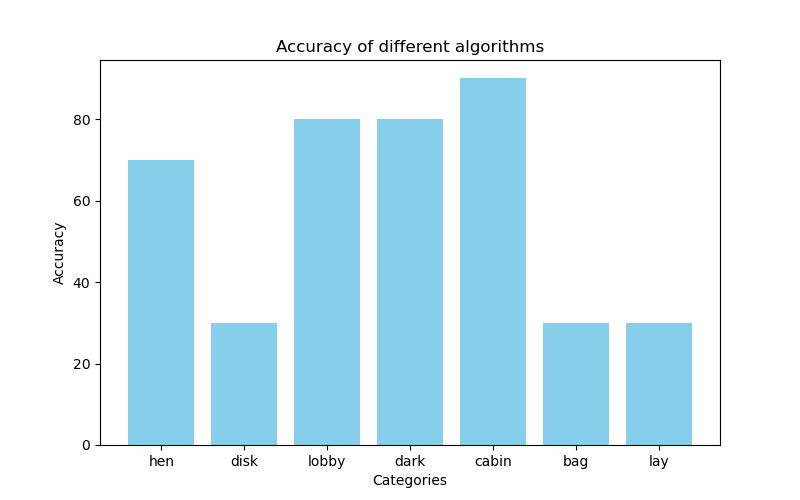 Accuracy of different algorithms
Accuracy
80
60
40
20
0
hen disk lobby dark cabin bag lay
Categories